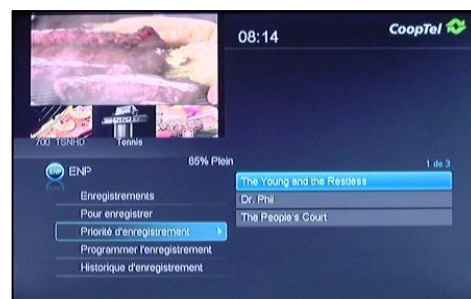 08:14
CoopTel
700 TSNHD Tennis
ENP
85% Plein
1 de 3
Enregistrements
Pour enregistrer
Priorité d'enregistrement
Programmer l'enregistrement
Historique d'enregistrement
The Young and the Restless
Dr. Phil
The People's Court